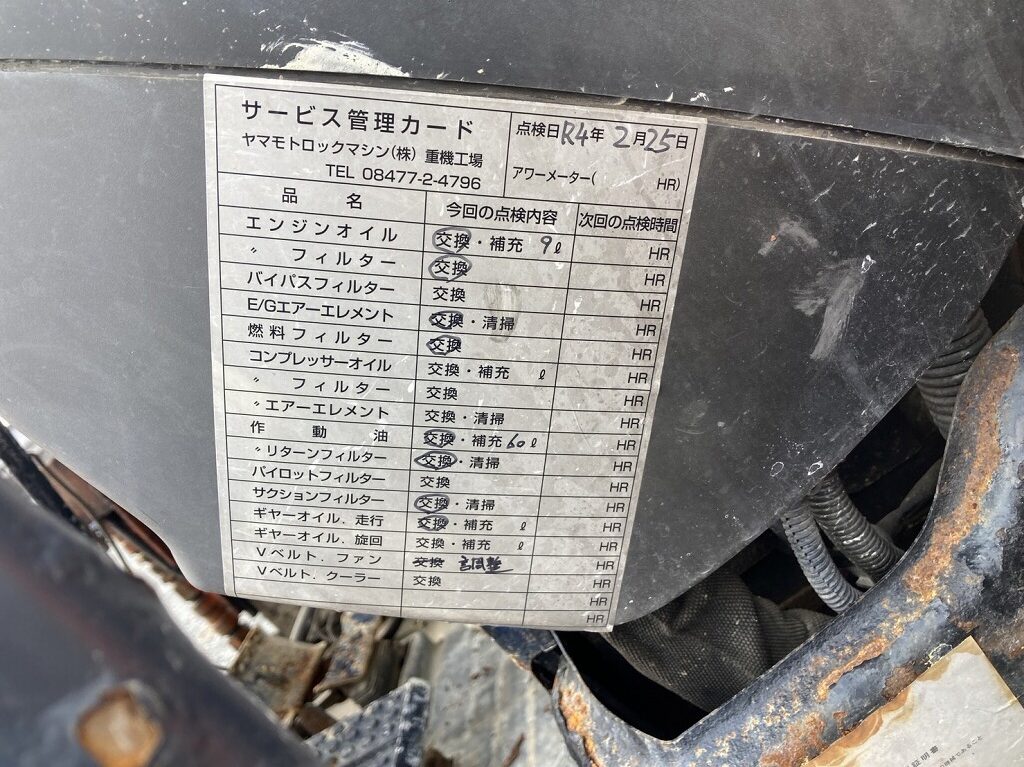 サービス管理カード
ヤマモトロックマシン(株) 重機工場
TEL 08477-2-4796
点検日R4年 2月25日
アワーメーター( HR)
品 名 今回の点検内容 次回の点検時間
エンジンオイル 交換・補充 9ℓ HR
〃 フィルター 交換 HR
バイパスフィルター 交換 HR
E/Gエアーエレメント 交換・清掃 HR
燃料フィルター 交換 HR
コンプレッサーオイル 交換・補充 ℓ HR
〃 フィルター 交換 HR
〃エアーエレメント 交換・清掃 HR
作動油 交換・補充60ℓ HR
〃リターンフィルター 交換・清掃 HR
パイロットフィルター 交換 HR
サクションフィルター 交換・清掃 HR
ギヤーオイル．走行 交換・補充 ℓ HR
ギヤーオイル．旋回 交換・補充 ℓ HR
Vベルト．ファン 交換 調整 HR
Vベルト．クーラー 交換 HR
HR
HR
証明書